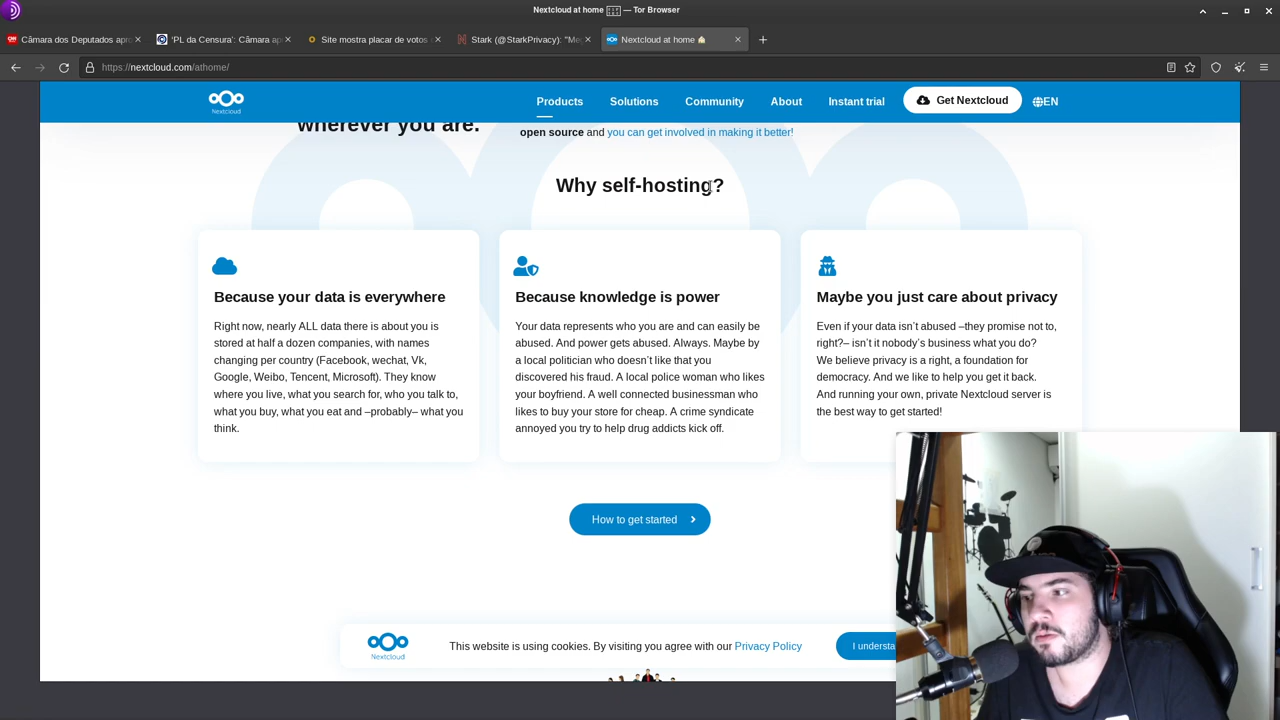 Nextcloud at home — Tor Browser
Câmara dos Deputados apr
'PL da Censura': Câmara ap
Site mostra placar de votos
Stark (@StarkPrivacy): "Me
Nextcloud at home
https://nextcloud.com/athome/
Nextcloud
Products
Solutions
Community
About
Instant trial
Get Nextcloud
EN
wherever you are.
open source and you can get involved in making it better!
Why self-hosting?
Because your data is everywhere
Right now, nearly ALL data there is about you is
stored at half a dozen companies, with names
changing per country (Facebook, wechat, Vk,
Google, Weibo, Tencent, Microsoft). They know
where you live, what you search for, who you talk to,
what you buy, what you eat and –probably– what you
think.
Because knowledge is power
Your data represents who you are and can easily be
abused. And power gets abused. Always. Maybe by
a local politician who doesn't like that you
discovered his fraud. A local police woman who likes
your boyfriend. A well connected businessman who
likes to buy your store for cheap. A crime syndicate
annoyed you try to help drug addicts kick off.
Maybe you just care about privacy
Even if your data isn't abused –they promise not to,
right?– isn't it nobody's business what you do?
We believe privacy is a right, a foundation for
democracy. And we like to help you get it back.
And running your own, private Nextcloud server is
the best way to get started!
How to get started
Nextcloud
This website is using cookies. By visiting you agree with our Privacy Policy
I understa